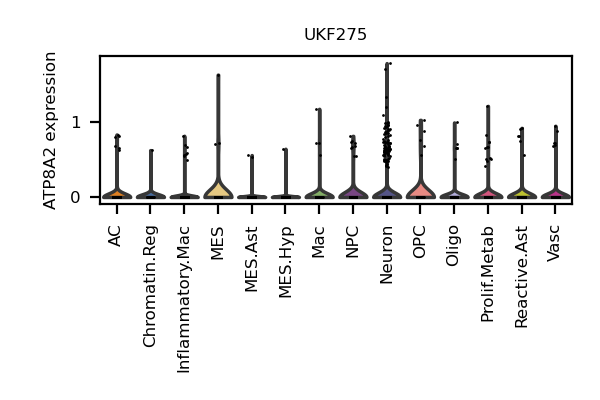 UKF275
ATP8A2 expression
1
0
AC
Chromatin.Reg
Inflammatory.Mac
MES
MES.Ast
MES.Hyp
Mac
NPC
Neuron
OPC
Oligo
Prolif.Metab
Reactive.Ast
Vasc